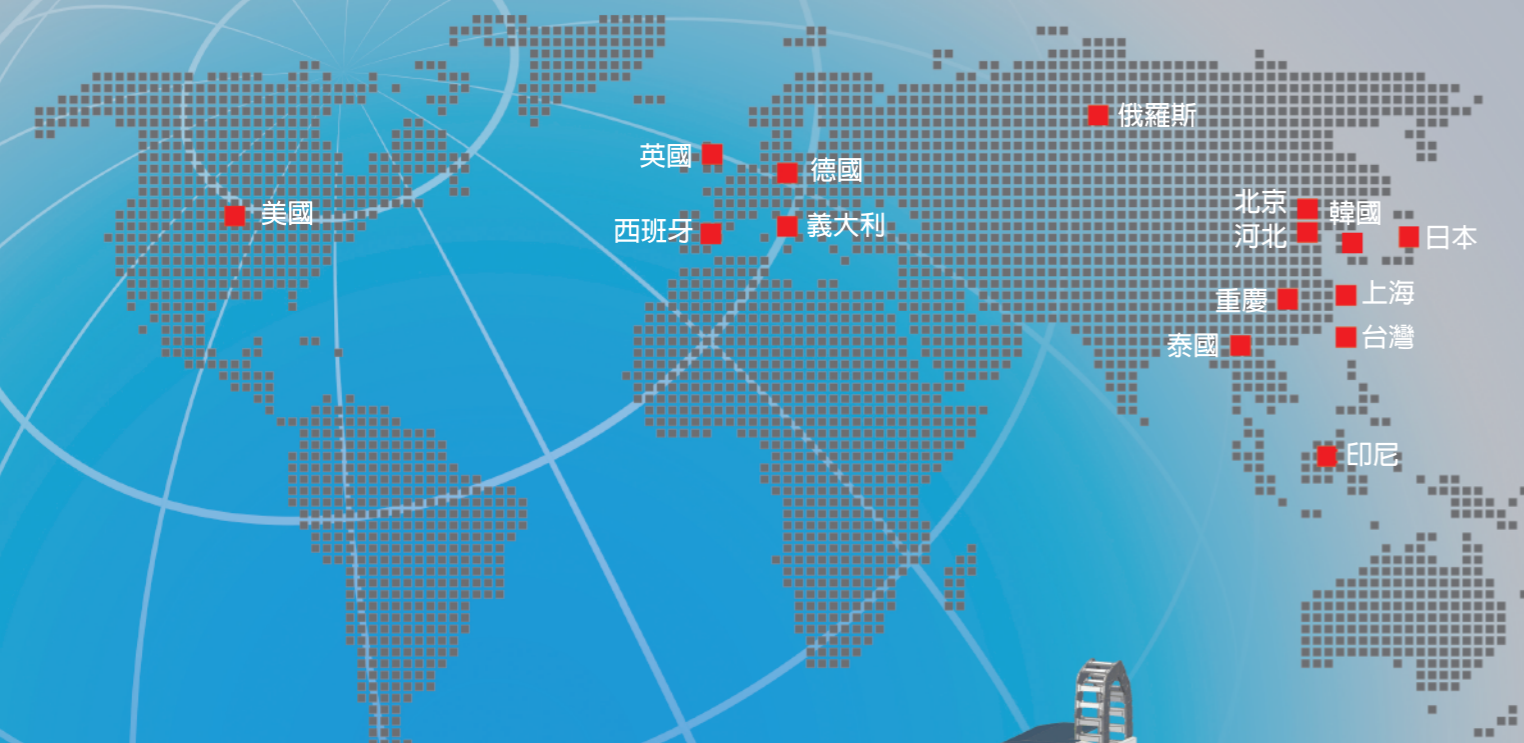 俄羅斯
英國
德國
北京
韓國
美國
西班牙
義大利
河北
日本
重慶
上海
泰國
台灣
印尼